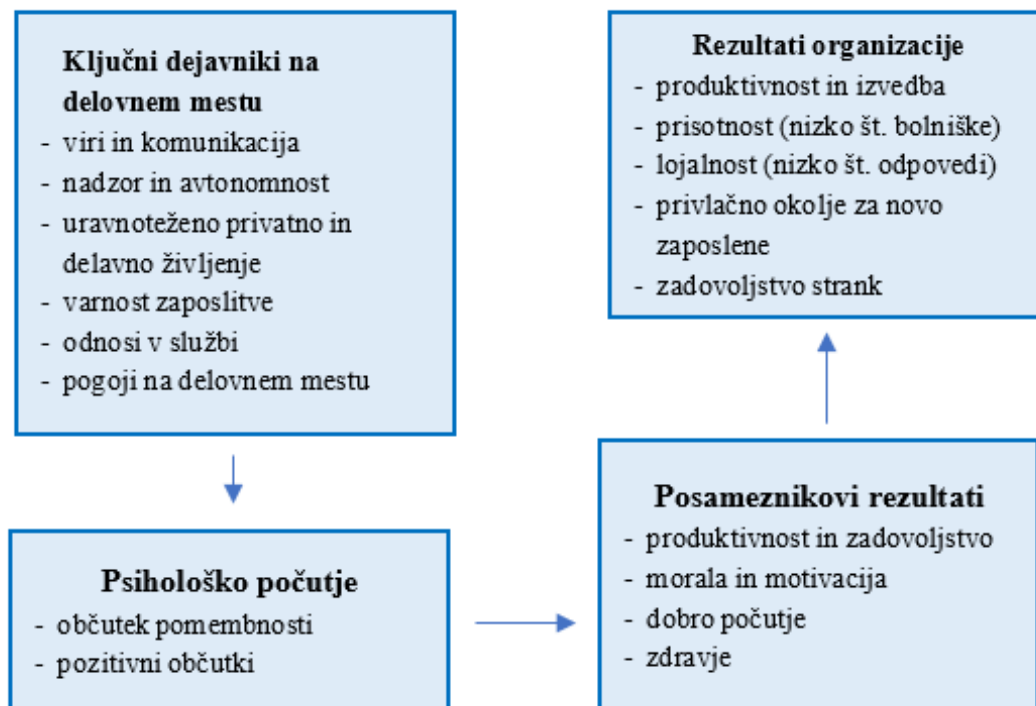 Ključni dejavniki na
delovnem mestu
- viri in komunikacija
- nadzor in avtonomnost
- uravnoteženo privatno in
delavno življenje
- varnost zaposlitve
- odnosi v službi
- pogoji na delovnem mestu
Psihološko počutje
- občutek pomembnosti
- pozitivni občutki
Posameznikovi rezultati
- produktivnost in zadovoljstvo
- morala in motivacija
- dobro počutje
- zdravje
Rezultati organizacije
- produktivnost in izvedba
- prisotnost (nizko št. bolniške)
- lojalnost (nizko št. odpovedi)
- privlačno okolje za novo
zaposlene
- zadovoljstvo strank